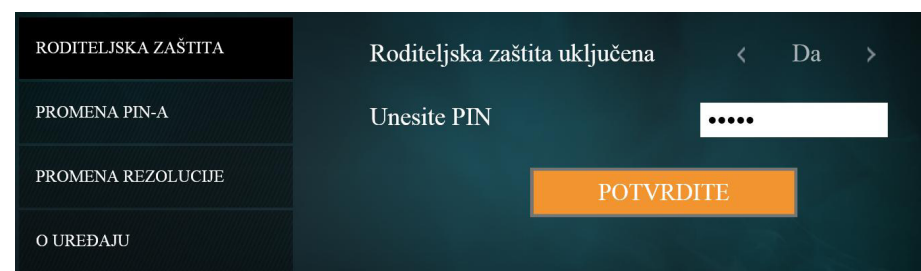 RODITELJSKA ZAŠTITA
PROMENA PIN-A
PROMENA REZOLUCIJE
O UREĐAJU
Roditeljska zaštita uključena < Da >
Unesite PIN •••••
POTVRDITE